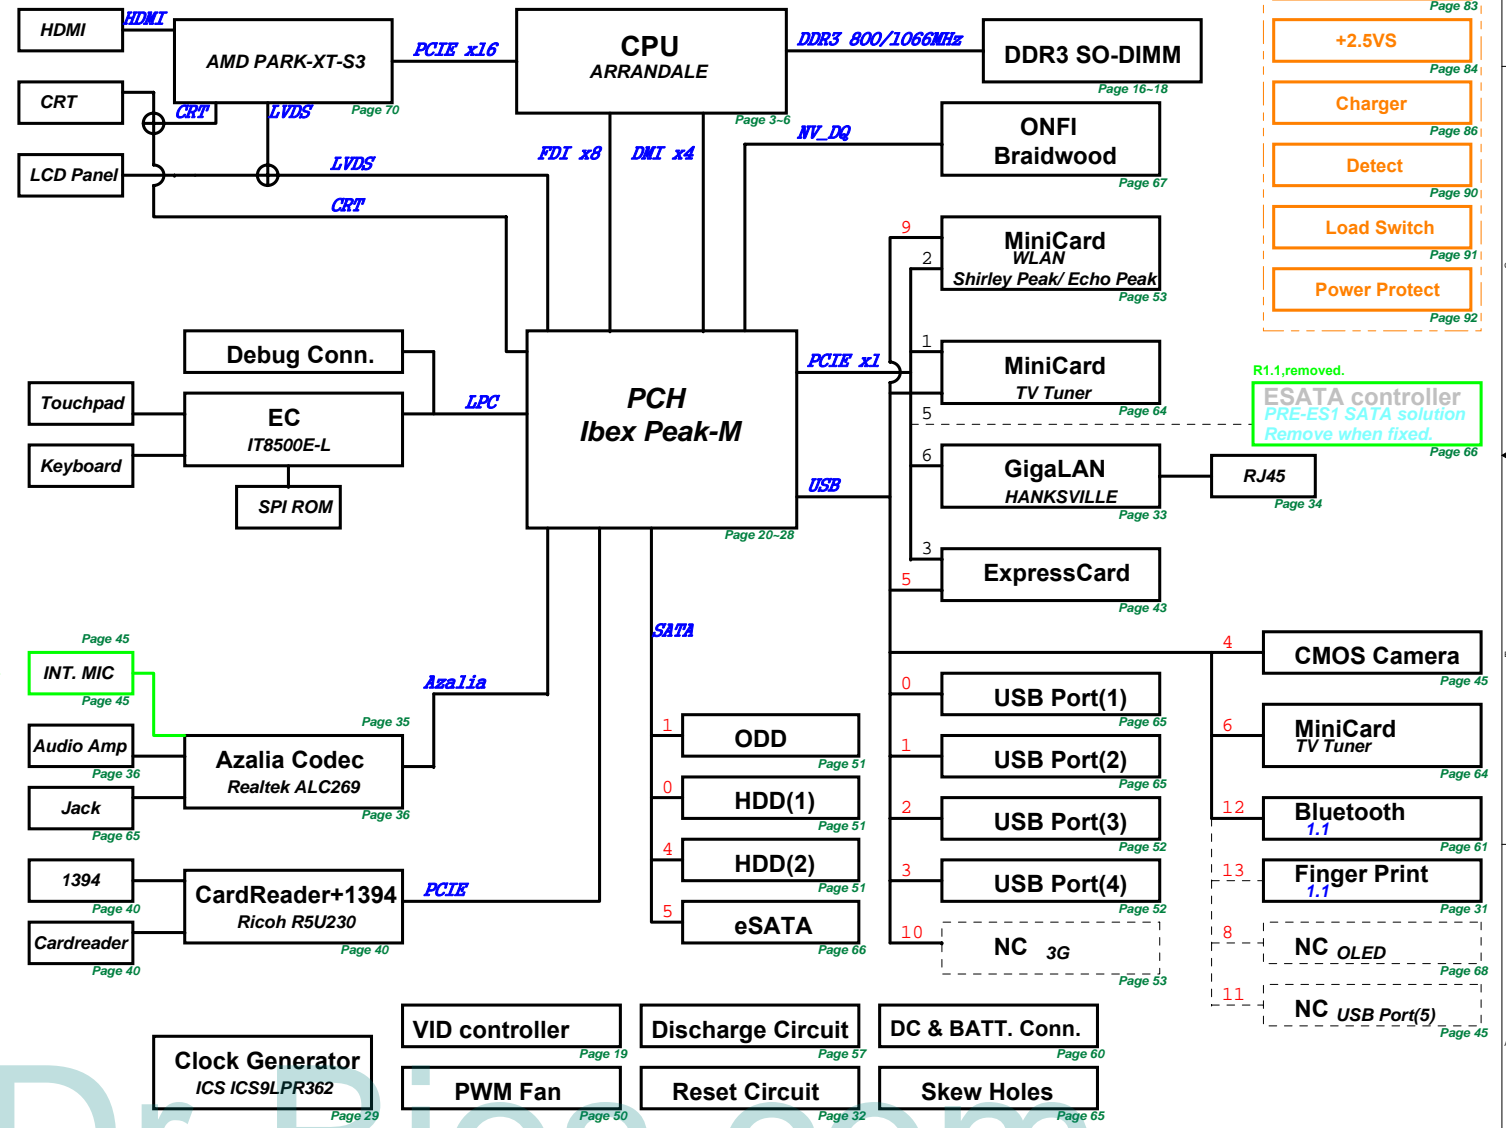 HDMI
HDMI
AMD PARK-XT-S3
Page 70
PCIE x16
CPU
ARRANDALE
Page 3~6
DDR3 800/1066MHz
DDR3 SO-DIMM
Page 16~18
Page 83
+2.5VS
Page 84
Charger
Page 86
Detect
Page 90
Load Switch
Page 91
Power Protect
Page 92
CRT
CRT
LVDS
LCD Panel
LVDS
CRT
FDI x8
DMI x4
NV_DQ
ONFI
Braidwood
Page 67
9
2
MiniCard
WLAN
Shirley Peak/ Echo Peak
Page 53
Debug Conn.
Touchpad
Keyboard
EC
IT8500E-L
SPI ROM
LPC
PCH
Ibex Peak-M
Page 20~28
PCIE x1
USB
1
MiniCard
TV Tuner
Page 64
5
R1.1,removed.
ESATA controller
PRE-ES1 SATA solution
Remove when fixed.
Page 66
6
GigaLAN
HANKSVILLE
Page 33
RJ45
Page 34
3
5
ExpressCard
Page 43
Page 45
INT. MIC
Page 45
Audio Amp
Page 36
Jack
Page 65
Page 35
Azalia Codec
Realtek ALC269
Page 36
Azalia
1394
Page 40
Cardreader
Page 40
CardReader+1394
Ricoh R5U230
Page 40
PCIE
SATA
1
ODD
Page 51
0
HDD(1)
Page 51
4
HDD(2)
Page 51
5
eSATA
Page 66
0
USB Port(1)
Page 65
1
USB Port(2)
Page 65
2
USB Port(3)
Page 52
3
USB Port(4)
Page 52
10
NC 3G
Page 53
4
CMOS Camera
Page 45
6
MiniCard
TV Tuner
Page 64
12
Bluetooth
1.1
Page 61
13
Finger Print
1.1
Page 31
8
NC OLED
Page 68
11
NC USB Port(5)
Page 45
Clock Generator
ICS ICS9LPR362
Page 29
VID controller
Page 19
PWM Fan
Page 50
Discharge Circuit
Page 57
Reset Circuit
Page 32
DC & BATT. Conn.
Page 60
Skew Holes
Page 65